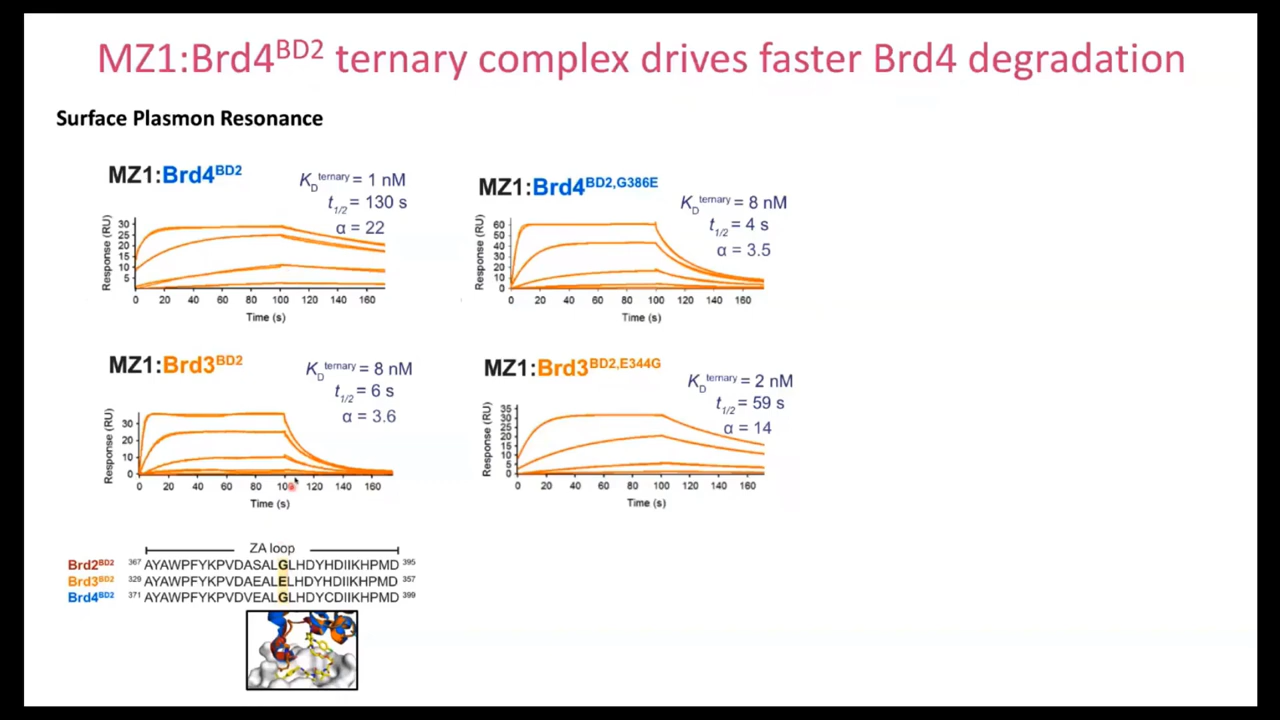 MZ1:Brd4BD2 ternary complex drives faster Brd4 degradation
Surface Plasmon Resonance
MZ1:Brd4BD2
KDternary = 1 nM
t1/2 = 130 s
α = 22
Response (RU)
30
25
20
15
10
5
0 20 40 60 80 100 120 140 160
Time (s)
MZ1:Brd4BD2,G386E
KDternary = 8 nM
t1/2 = 4 s
α = 3.5
Response (RU)
60
50
40
30
20
10
0
0 20 40 60 80 100 120 140 160
Time (s)
MZ1:Brd3BD2
KDternary = 8 nM
t1/2 = 6 s
α = 3.6
Response (RU)
30
20
10
0
0 20 40 60 80 100 120 140 160
Time (s)
MZ1:Brd3BD2,E344G
KDternary = 2 nM
t1/2 = 59 s
α = 14
Response (RU)
35
30
25
20
15
10
5
0
0 20 40 60 80 100 120 140 160
Time (s)
ZA loop
Brd2BD2 367 AYAWPFYKPVDASALGLHDYHDIIKHPMD 395
Brd3BD2 329 AYAWPFYKPVDAEALELHDYHDIIKHPMD 357
Brd4BD2 371 AYAWPFYKPVDVEALGLHDYCDIIKHPMD 399